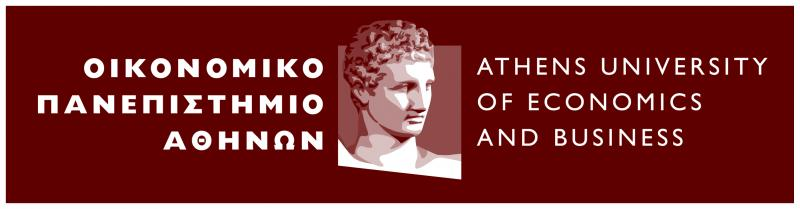 ΟΙΚΟΝΟΜΙΚΟ
ΠΑΝΕΠΙΣΤΗΜΙΟ
ΑΘΗΝΩΝ
ATHENS UNIVERSITY
OF ECONOMICS
AND BUSINESS